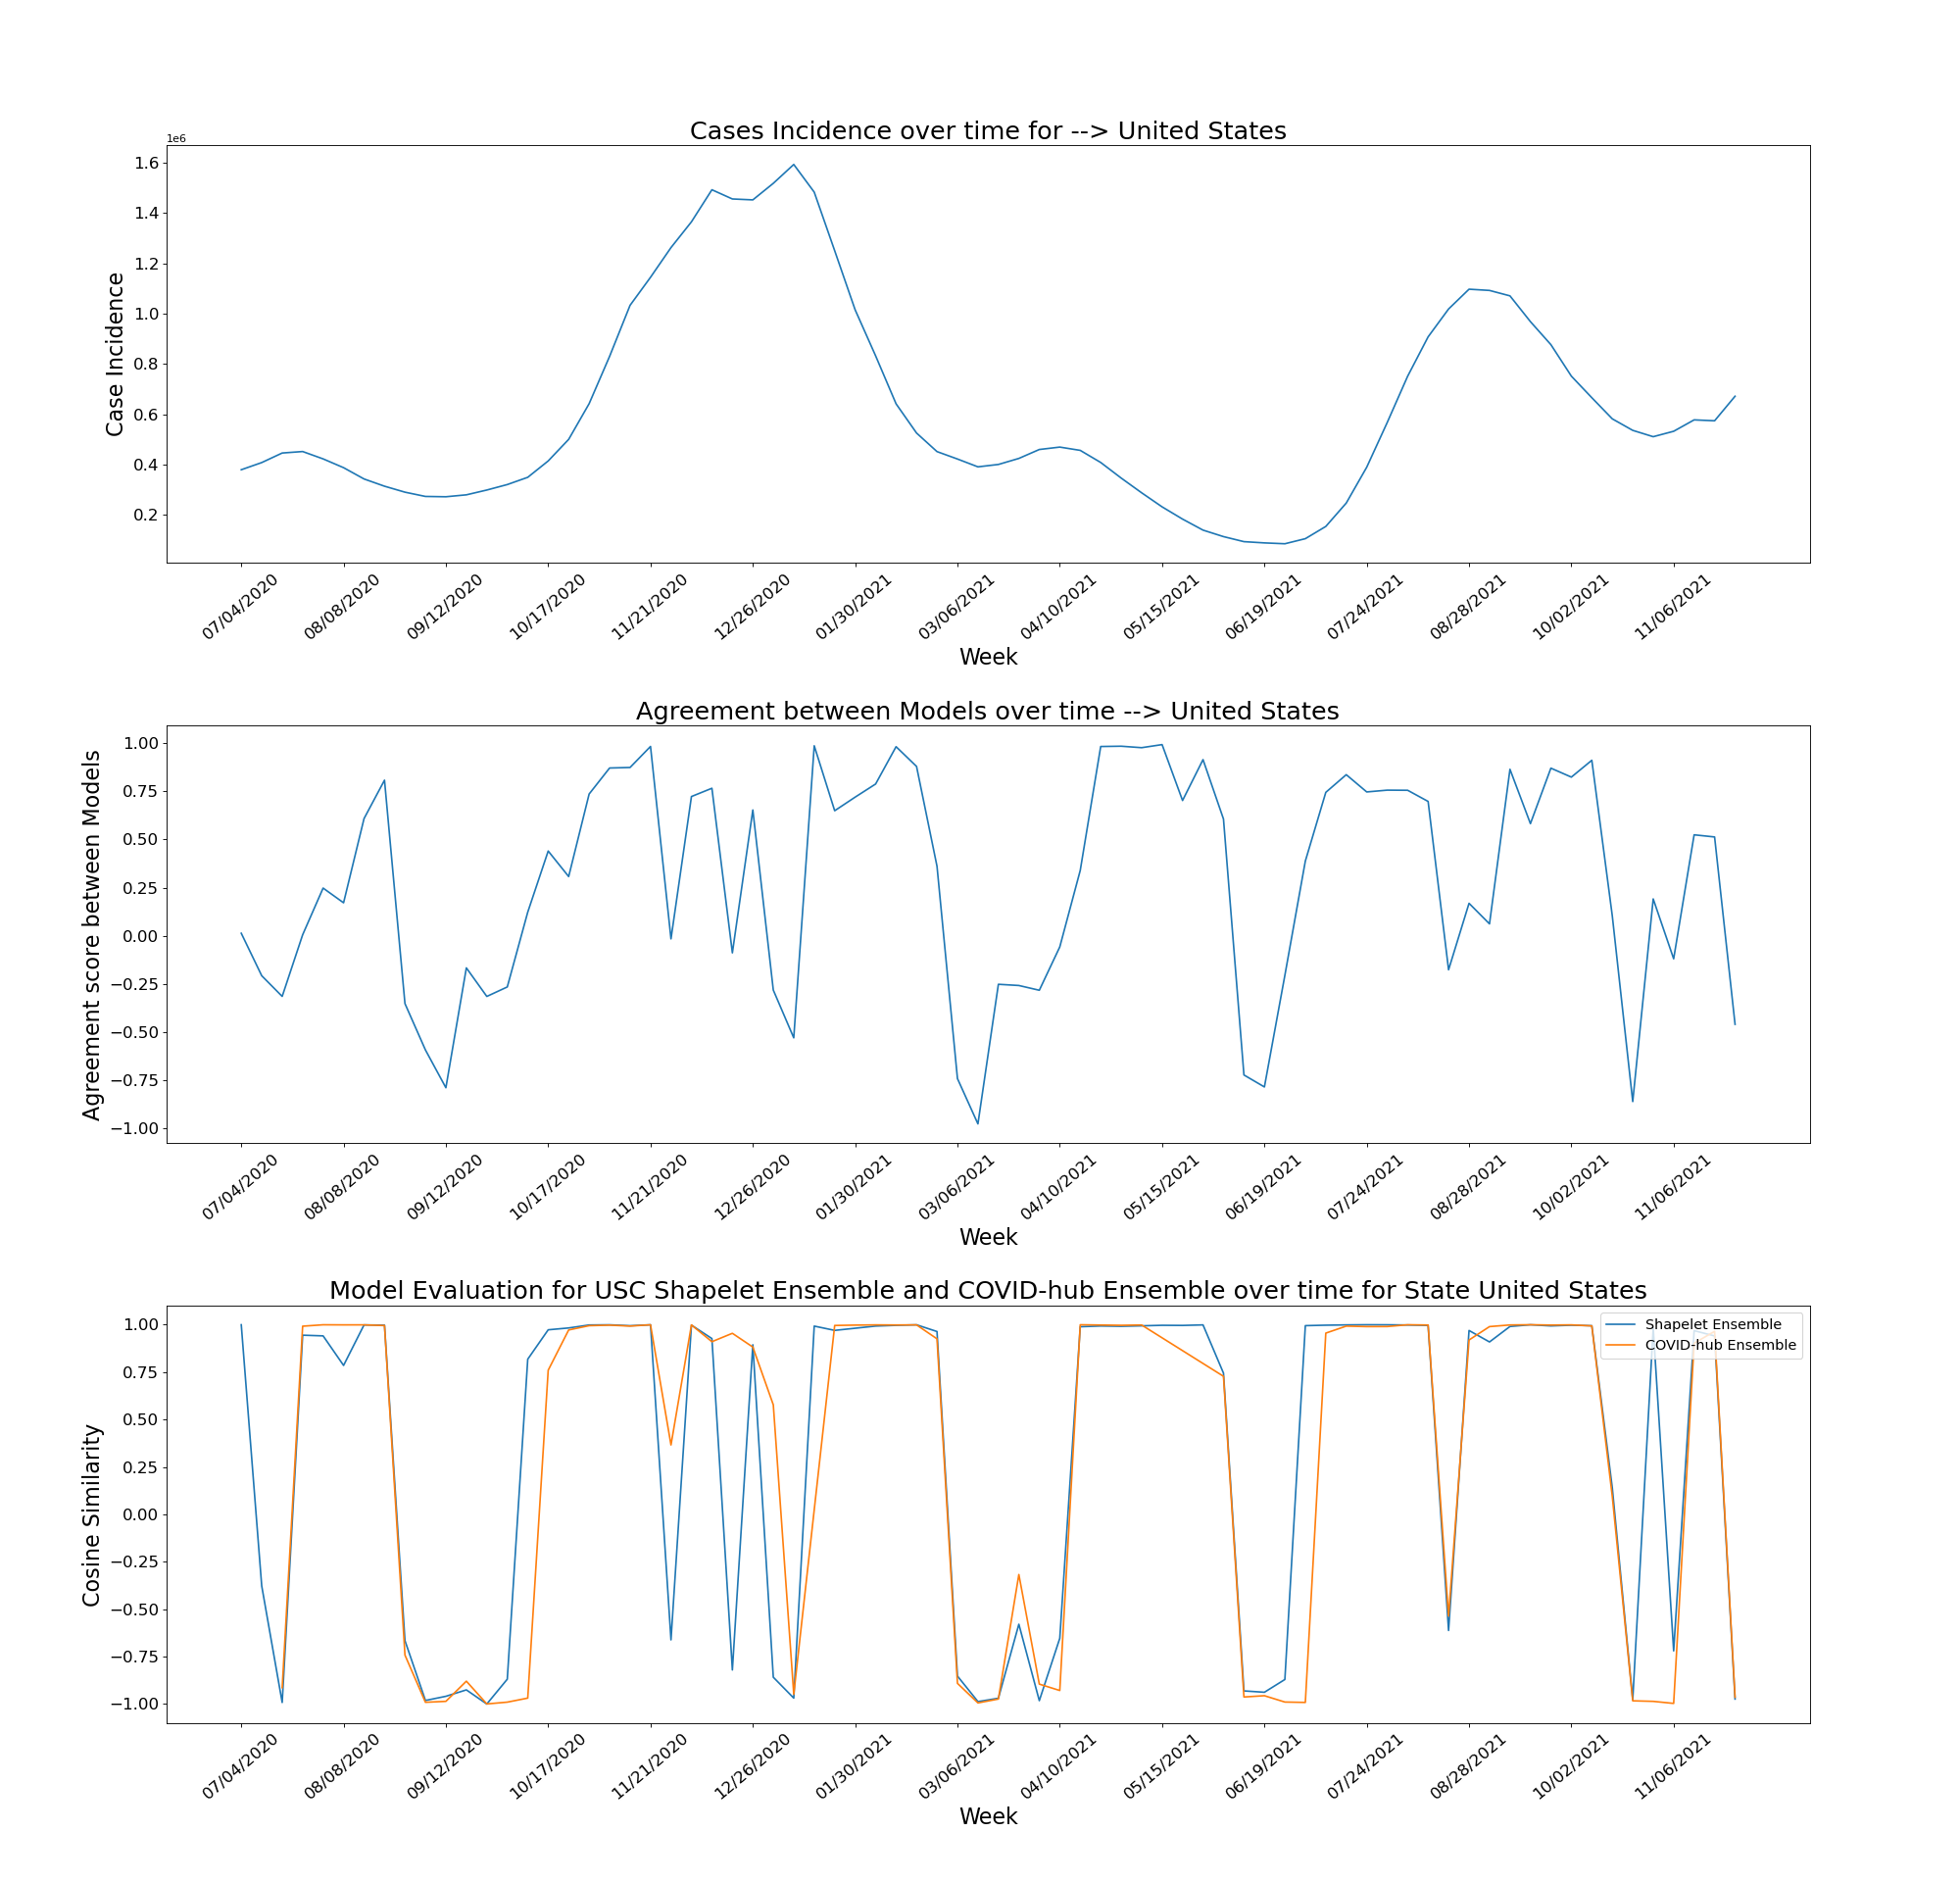 Cases Incidence over time for --> United States
1e6
Case Incidence
1.6
1.4
1.2
1.0
0.8
0.6
0.4
0.2
07/04/2020 08/08/2020 09/12/2020 10/17/2020 11/21/2020 12/26/2020 01/30/2021 03/06/2021 04/10/2021 05/15/2021 06/19/2021 07/24/2021 08/28/2021 10/02/2021 11/06/2021
Week
Agreement between Models over time --> United States
Agreement score between Models
1.00
0.75
0.50
0.25
0.00
−0.25
−0.50
−0.75
−1.00
07/04/2020 08/08/2020 09/12/2020 10/17/2020 11/21/2020 12/26/2020 01/30/2021 03/06/2021 04/10/2021 05/15/2021 06/19/2021 07/24/2021 08/28/2021 10/02/2021 11/06/2021
Week
Model Evaluation for USC Shapelet Ensemble and COVID-hub Ensemble over time for State United States
Cosine Similarity
1.00
0.75
0.50
0.25
0.00
−0.25
−0.50
−0.75
−1.00
Shapelet Ensemble
COVID-hub Ensemble
07/04/2020 08/08/2020 09/12/2020 10/17/2020 11/21/2020 12/26/2020 01/30/2021 03/06/2021 04/10/2021 05/15/2021 06/19/2021 07/24/2021 08/28/2021 10/02/2021 11/06/2021
Week